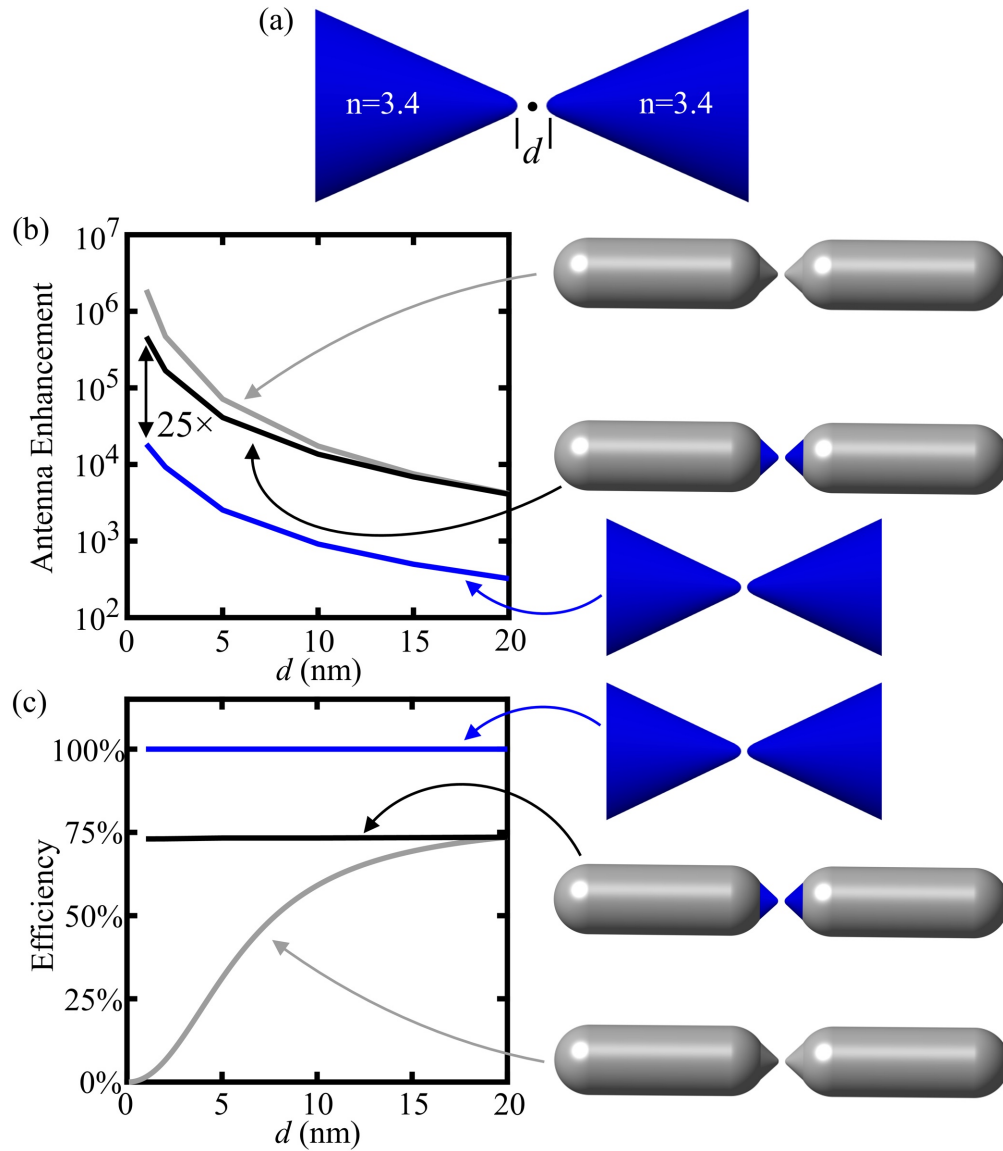 (a)
n=3.4
n=3.4
d
(b)
Antenna Enhancement
10^7
10^6
10^5
10^4
10^3
10^2
25×
0
5
10
15
20
d (nm)
(c)
Efficiency
100%
75%
50%
25%
0%
0
5
10
15
20
d (nm)